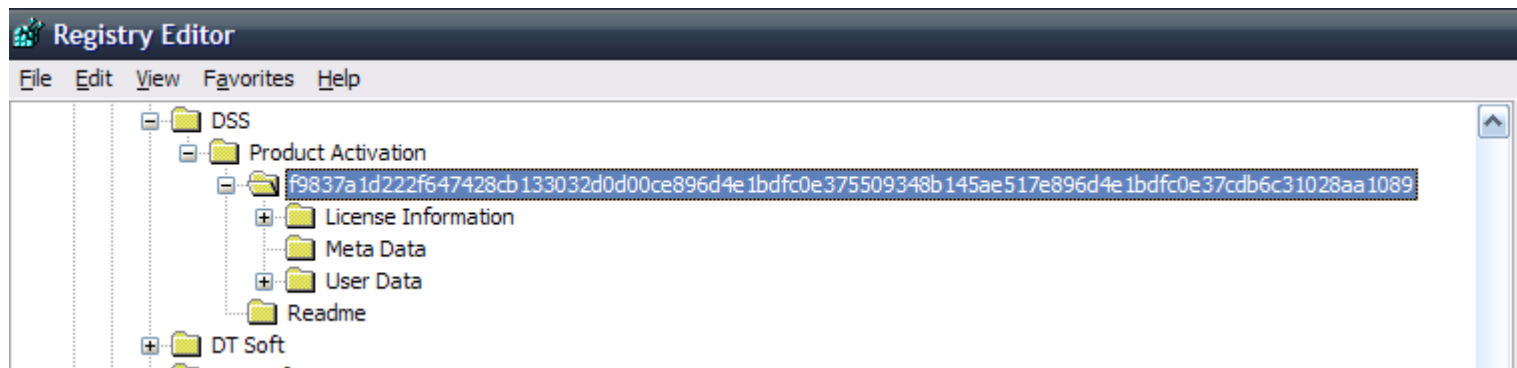 Registry Editor
File Edit View Favorites Help
DSS
Product Activation
f9837a1d222f647428cb133032d0d00ce896d4e1bdfc0e375509348b145ae517e896d4e1bdfc0e37cdb6c31028aa1089
License Information
Meta Data
User Data
Readme
DT Soft